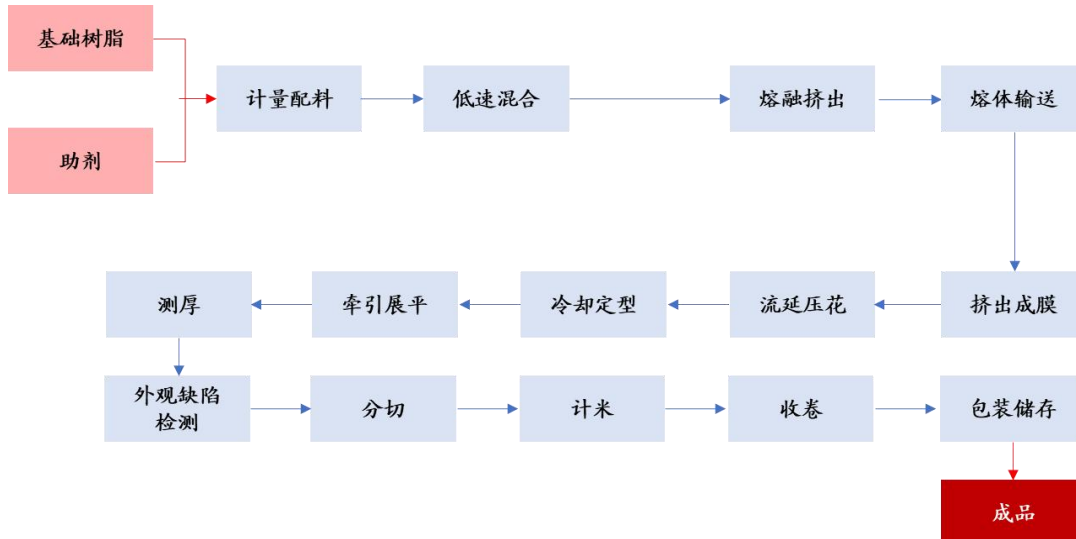 基础树脂
助剂
计量配料
低速混合
熔融挤出
熔体输送
挤出成膜
流延压花
冷却定型
牵引展平
测厚
外观缺陷
检测
分切
计米
收卷
包装储存
成品